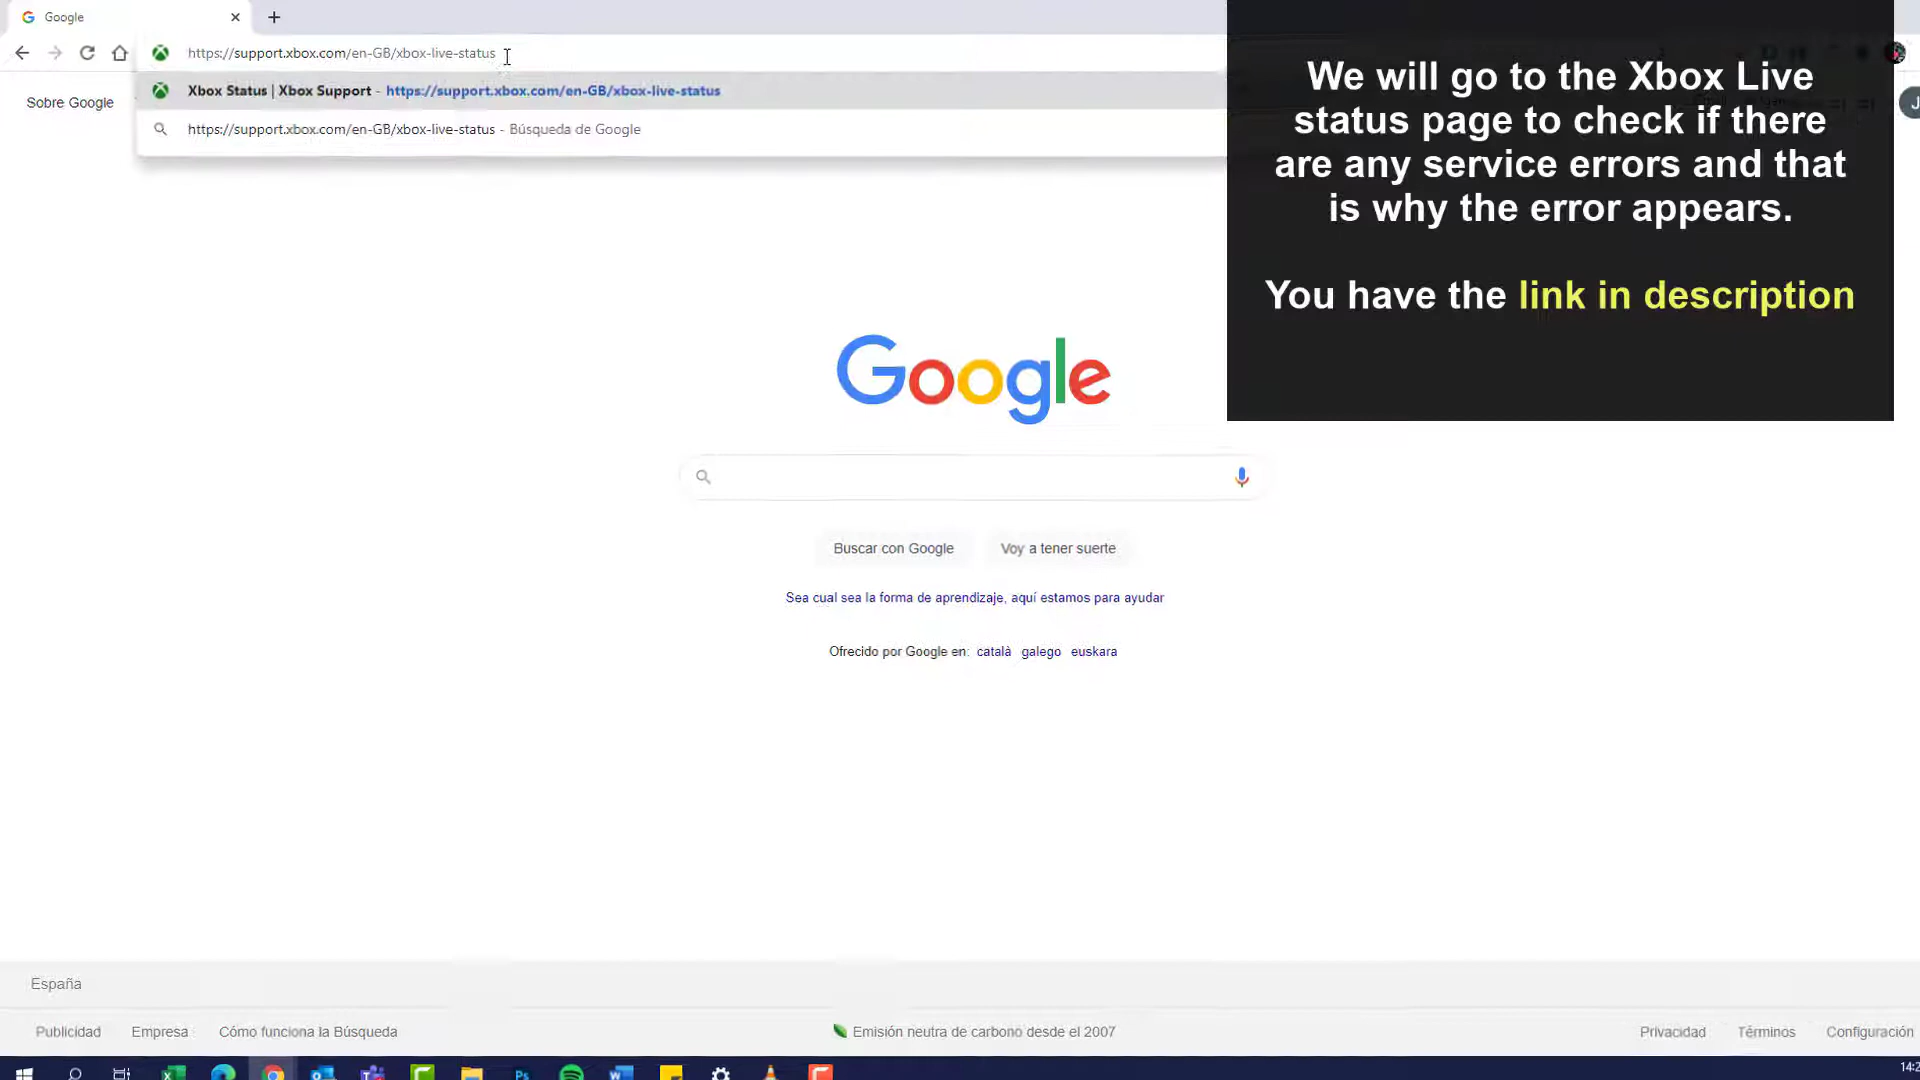 Google
https://support.xbox.com/en-GB/xbox-live-status
Xbox Status | Xbox Support - https://support.xbox.com/en-GB/xbox-live-status
https://support.xbox.com/en-GB/xbox-live-status - Búsqueda de Google
Sobre Google
We will go to the Xbox Live
status page to check if there
are any service errors and that
is why the error appears.
You have the link in description
J
Google
Buscar con Google
Voy a tener suerte
Sea cual sea la forma de aprendizaje, aquí estamos para ayudar
Ofrecido por Google en: català galego euskara
España
Publicidad Empresa Cómo funciona la Búsqueda
Emisión neutra de carbono desde el 2007
Privacidad Términos Configuración